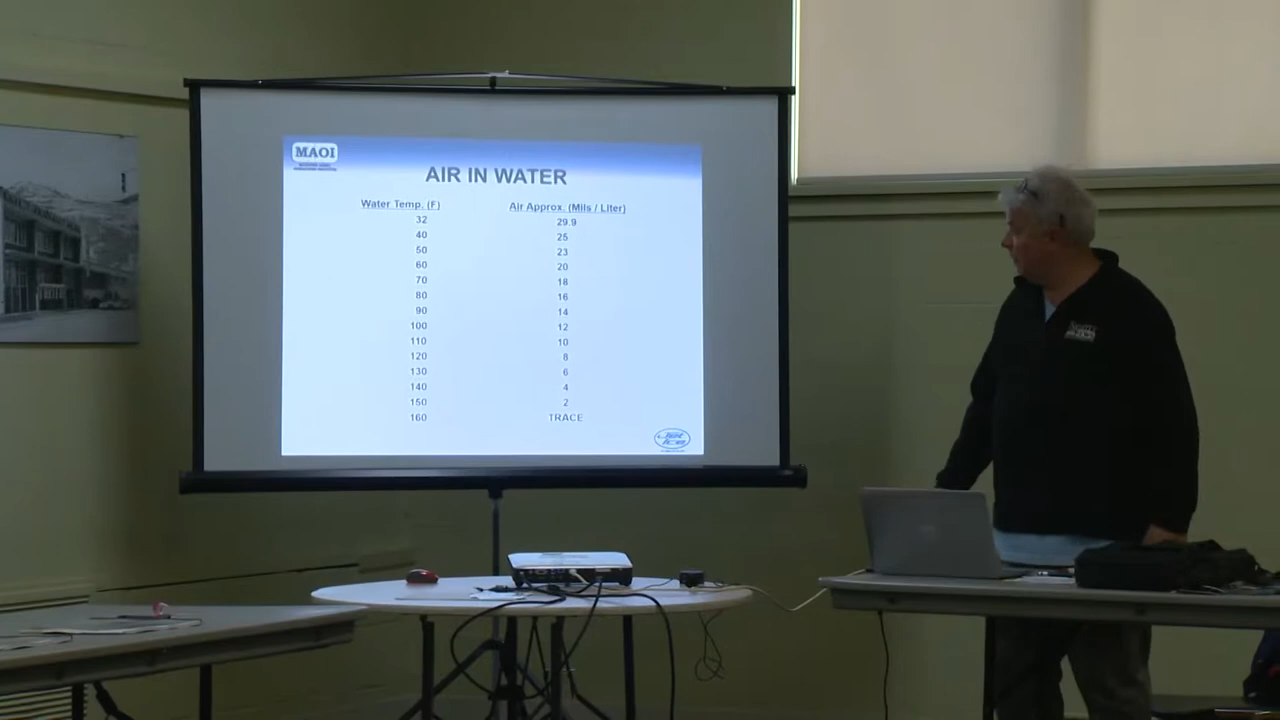 MAOI
AIR IN WATER
Water Temp. (F) Air Approx. (Mils / Liter)
32 29.9
40 25
50 23
60 20
70 18
80 16
90 14
100 12
110 10
120 8
130 6
140 4
150 2
160 TRACE
Jet Ice